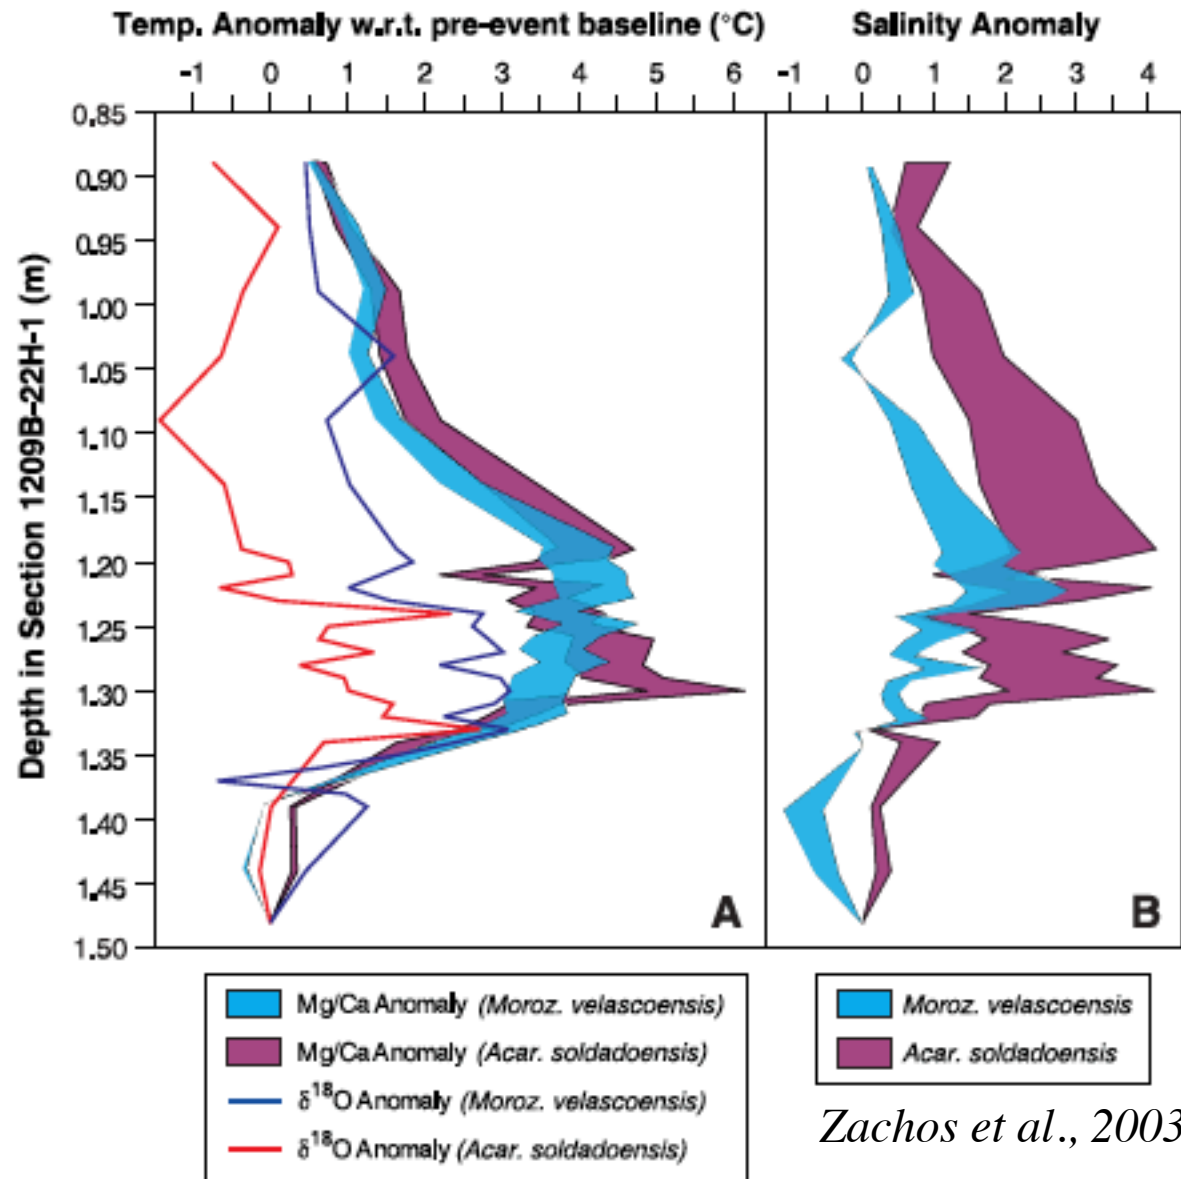 Temp. Anomaly w.r.t. pre-event baseline (°C) Salinity Anomaly
-1 0 1 2 3 4 5 6 -1 0 1 2 3 4
Depth in Section 1209B-22H-1 (m)
0.85
0.90
0.95
1.00
1.05
1.10
1.15
1.20
1.25
1.30
1.35
1.40
1.45
1.50
A B
Mg/Ca Anomaly (Moroz. velascoensis)
Mg/Ca Anomaly (Acar. soldadoensis)
δ¹⁸O Anomaly (Moroz. velascoensis)
δ¹⁸O Anomaly (Acar. soldadoensis)
Moroz. velascoensis
Acar. soldadoensis
Zachos et al., 2003